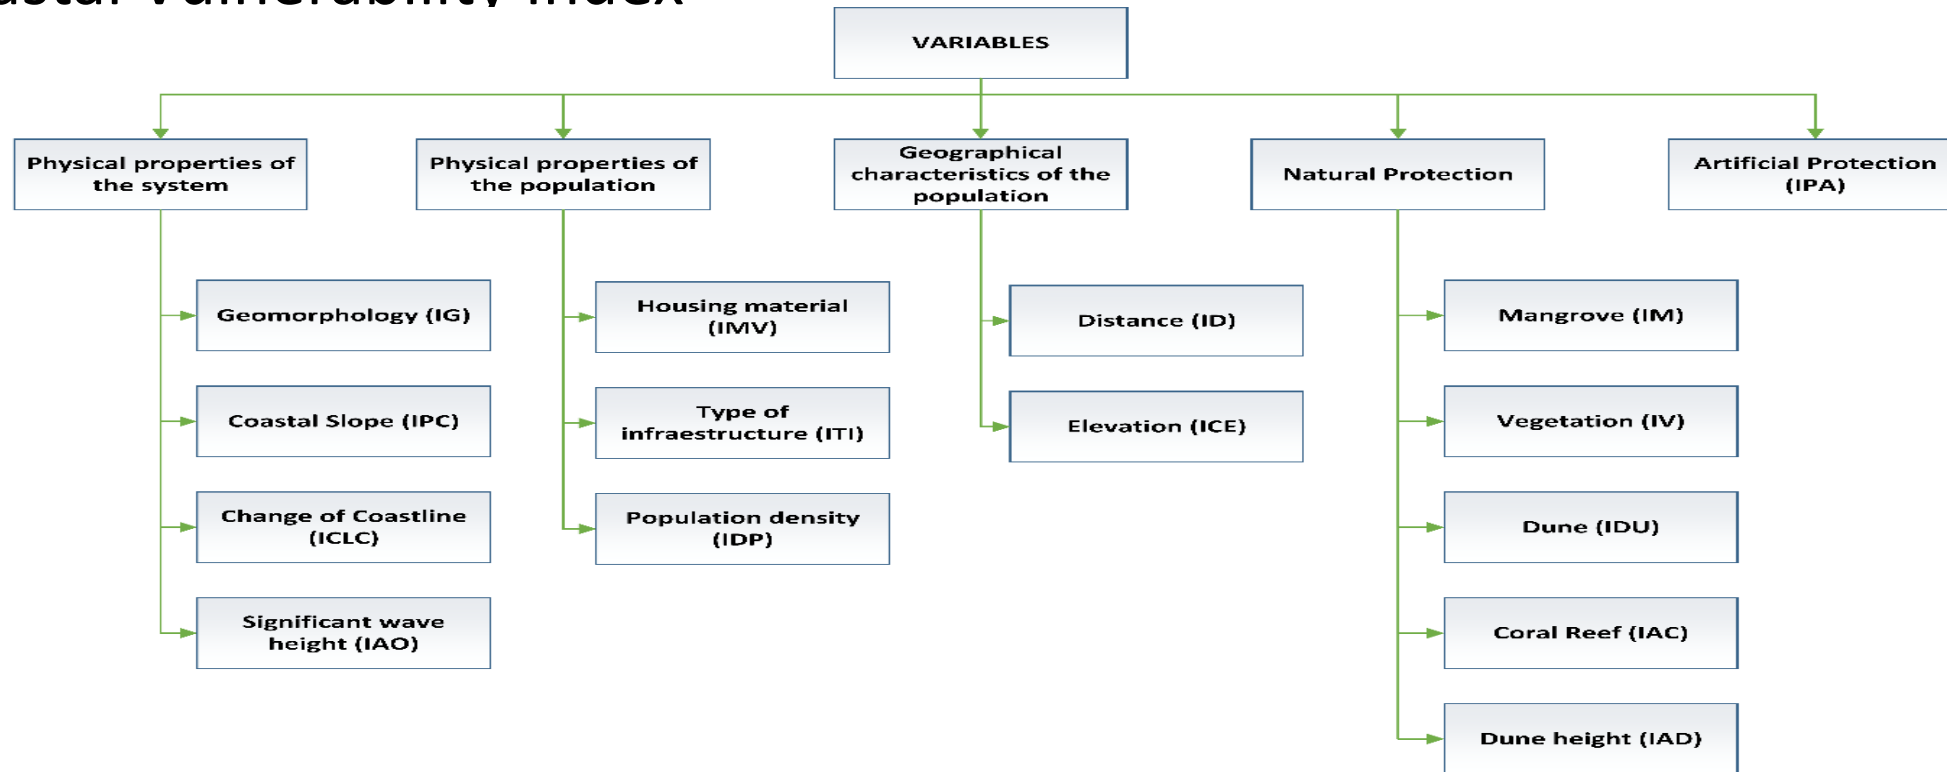 Vulnerability Index
VARIABLES
Physical properties of
the system
Physical properties of
the population
Geographical
characteristics of the
population
Natural Protection
Artificial Protection
(IPA)
Geomorphology (IG)
Coastal Slope (IPC)
Change of Coastline
(ICLC)
Significant wave
height (IAO)
Housing material
(IMV)
Type of
infraestructure (ITI)
Population density
(IDP)
Distance (ID)
Elevation (ICE)
Mangrove (IM)
Vegetation (IV)
Dune (IDU)
Coral Reef (IAC)
Dune height (IAD)